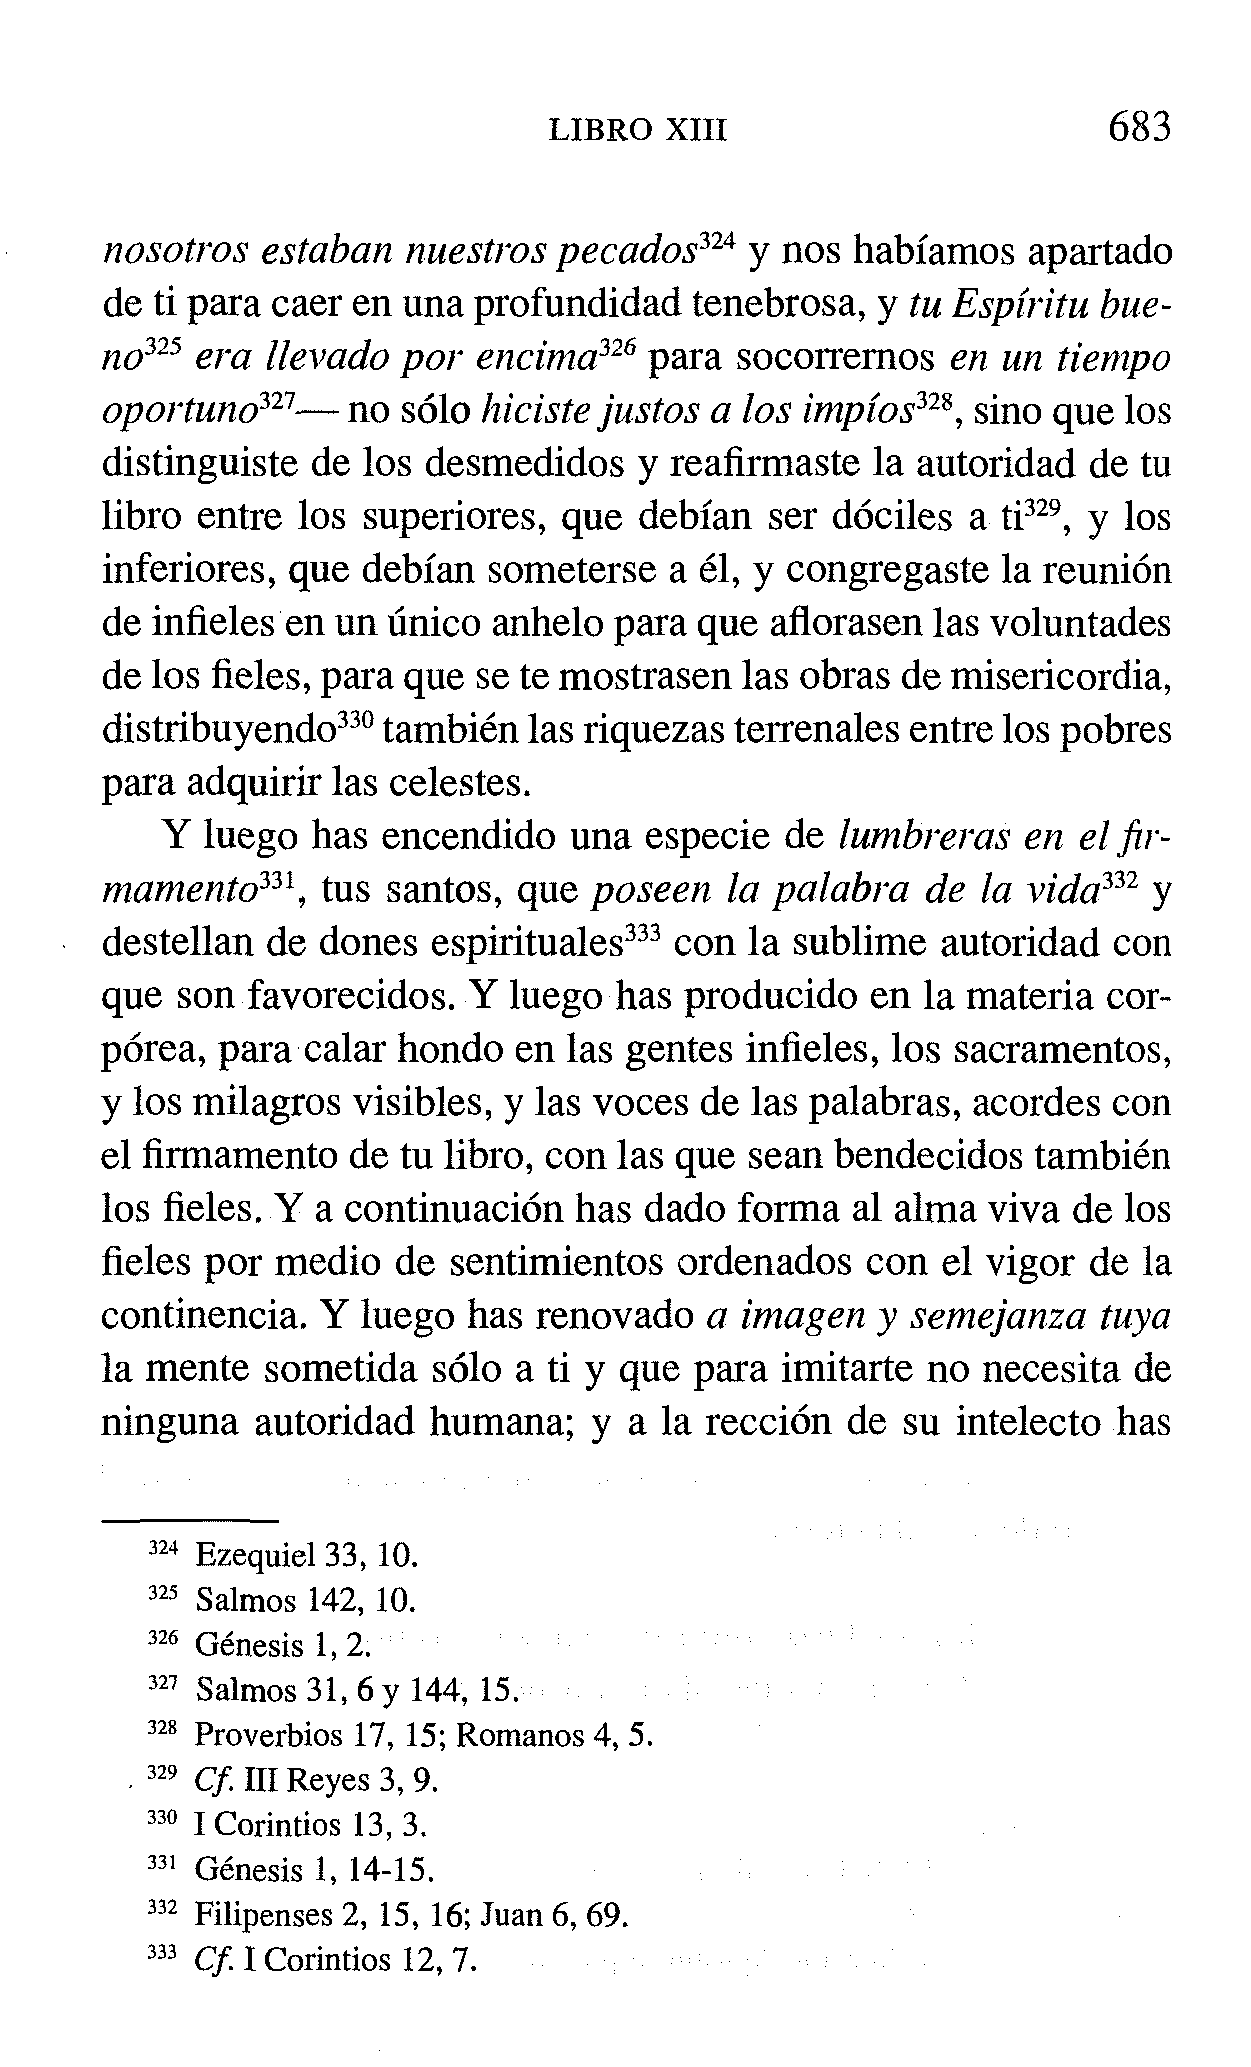 LIBRO XIII 683
nosotros estaban nuestros pecados³²⁴ y nos habíamos apartado
de ti para caer en una profundidad tenebrosa, y tu Espíritu bue-
no³²⁵ era llevado por encima³²⁶ para socorrernos en un tiempo
oportuno³²⁷— no sólo hiciste justos a los impíos³²⁸, sino que los
distinguiste de los desmedidos y reafirmaste la autoridad de tu
libro entre los superiores, que debían ser dóciles a ti³²⁹, y los
inferiores, que debían someterse a él, y congregaste la reunión
de infieles en un único anhelo para que aflorasen las voluntades
de los fieles, para que se te mostrasen las obras de misericordia,
distribuyendo³³⁰ también las riquezas terrenales entre los pobres
para adquirir las celestes.
Y luego has encendido una especie de lumbreras en el fir-
mamento³³¹, tus santos, que poseen la palabra de la vida³³² y
destellan de dones espirituales³³³ con la sublime autoridad con
que son favorecidos. Y luego has producido en la materia cor-
pórea, para calar hondo en las gentes infieles, los sacramentos,
y los milagros visibles, y las voces de las palabras, acordes con
el firmamento de tu libro, con las que sean bendecidos también
los fieles. Y a continuación has dado forma al alma viva de los
fieles por medio de sentimientos ordenados con el vigor de la
continencia. Y luego has renovado a imagen y semejanza tuya
la mente sometida sólo a ti y que para imitarte no necesita de
ninguna autoridad humana; y a la rección de su intelecto has
³²⁴ Ezequiel 33, 10.
³²⁵ Salmos 142, 10.
³²⁶ Génesis 1, 2.
³²⁷ Salmos 31, 6 y 144, 15.
³²⁸ Proverbios 17, 15; Romanos 4, 5.
³²⁹ Cf. III Reyes 3, 9.
³³⁰ I Corintios 13, 3.
³³¹ Génesis 1, 14-15.
³³² Filipenses 2, 15, 16; Juan 6, 69.
³³³ Cf. I Corintios 12, 7.